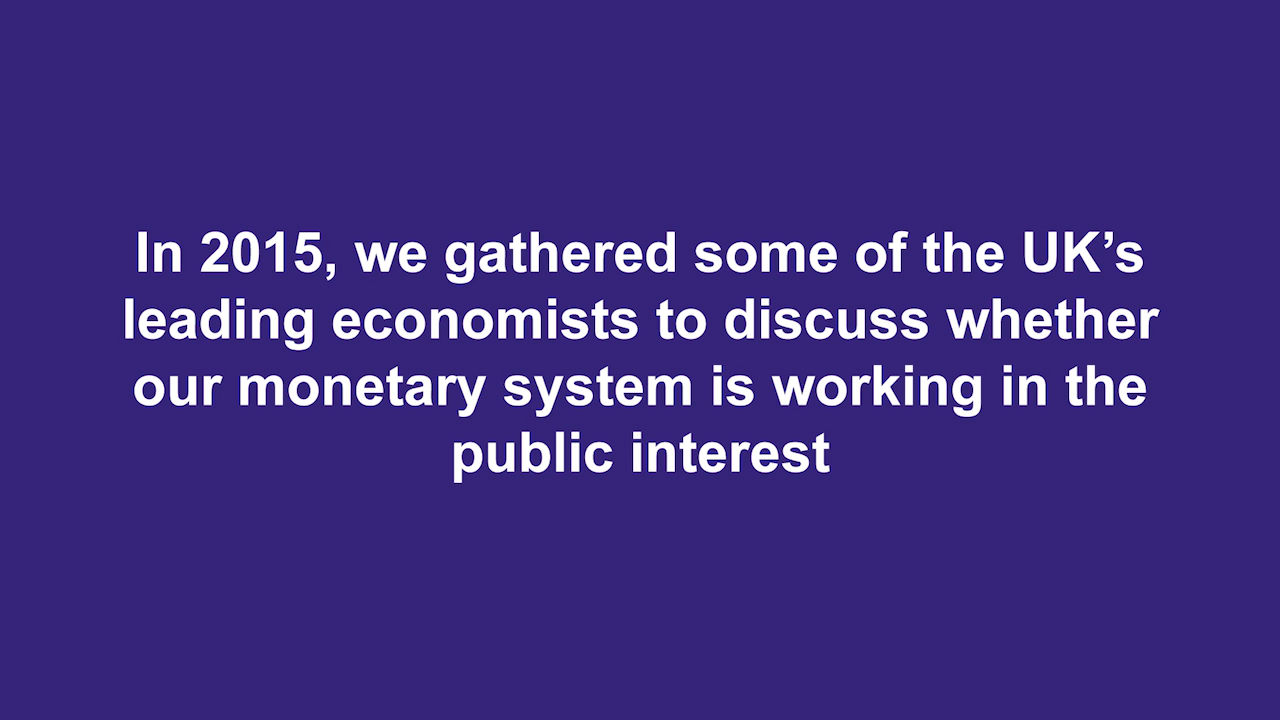 In 2015, we gathered some of the UK’s
leading economists to discuss whether
our monetary system is working in the
public interest